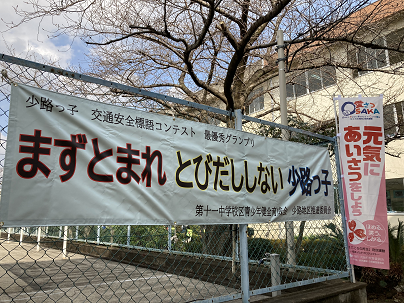 少路っ子 交通安全標語コンテスト 最優秀グランプリ
まずとまれ とびだししない 少路っ子
第十一中学校区青少年健全育成会 少路地区推進委員会
OSAKA
元気に
あいさつをしよう